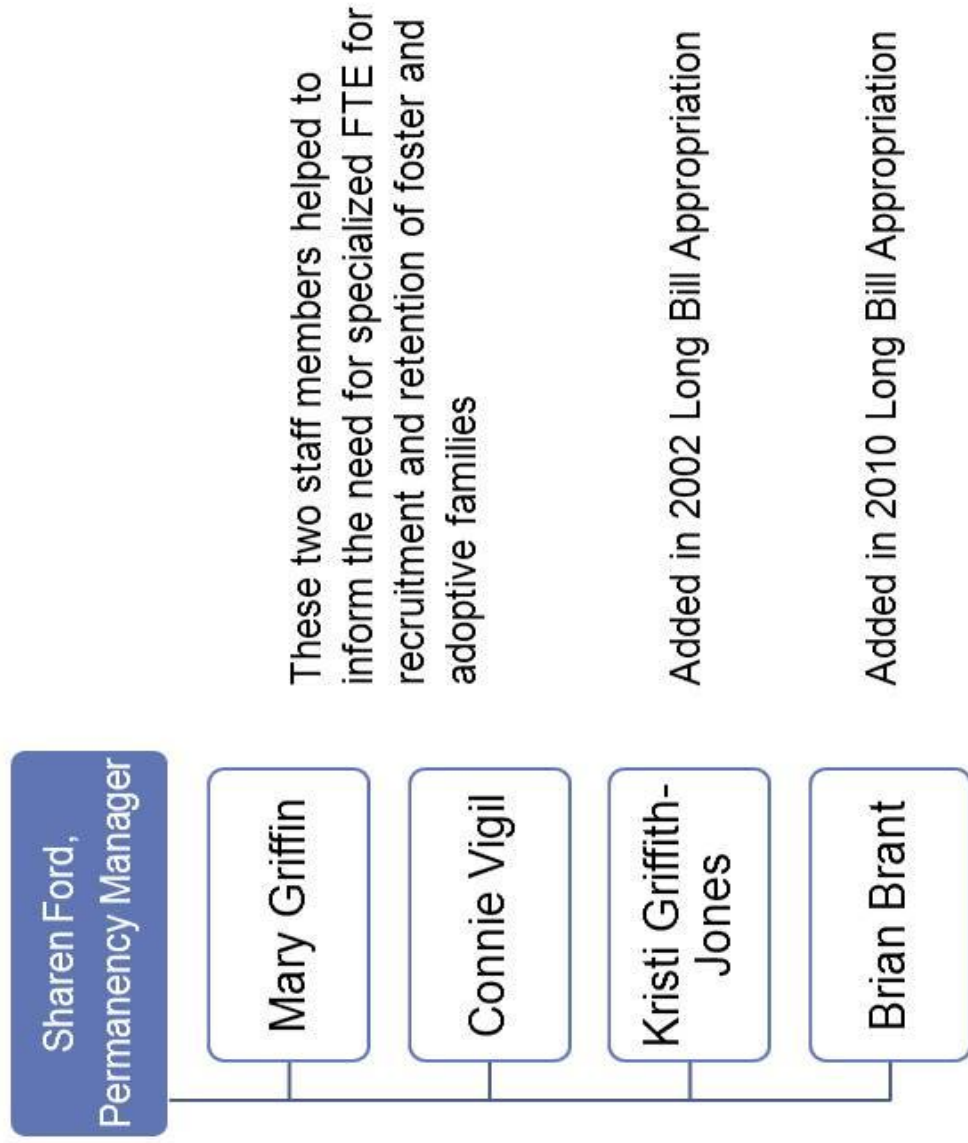 Sharen Ford,
Permanency Manager
Mary Griffin
These two staff members helped to
inform the need for specialized FTE for
recruitment and retention of foster and
adoptive families
Connie Vigil
Kristi Griffith-
Jones
Added in 2002 Long Bill Appropriation
Brian Brant
Added in 2010 Long Bill Appropriation